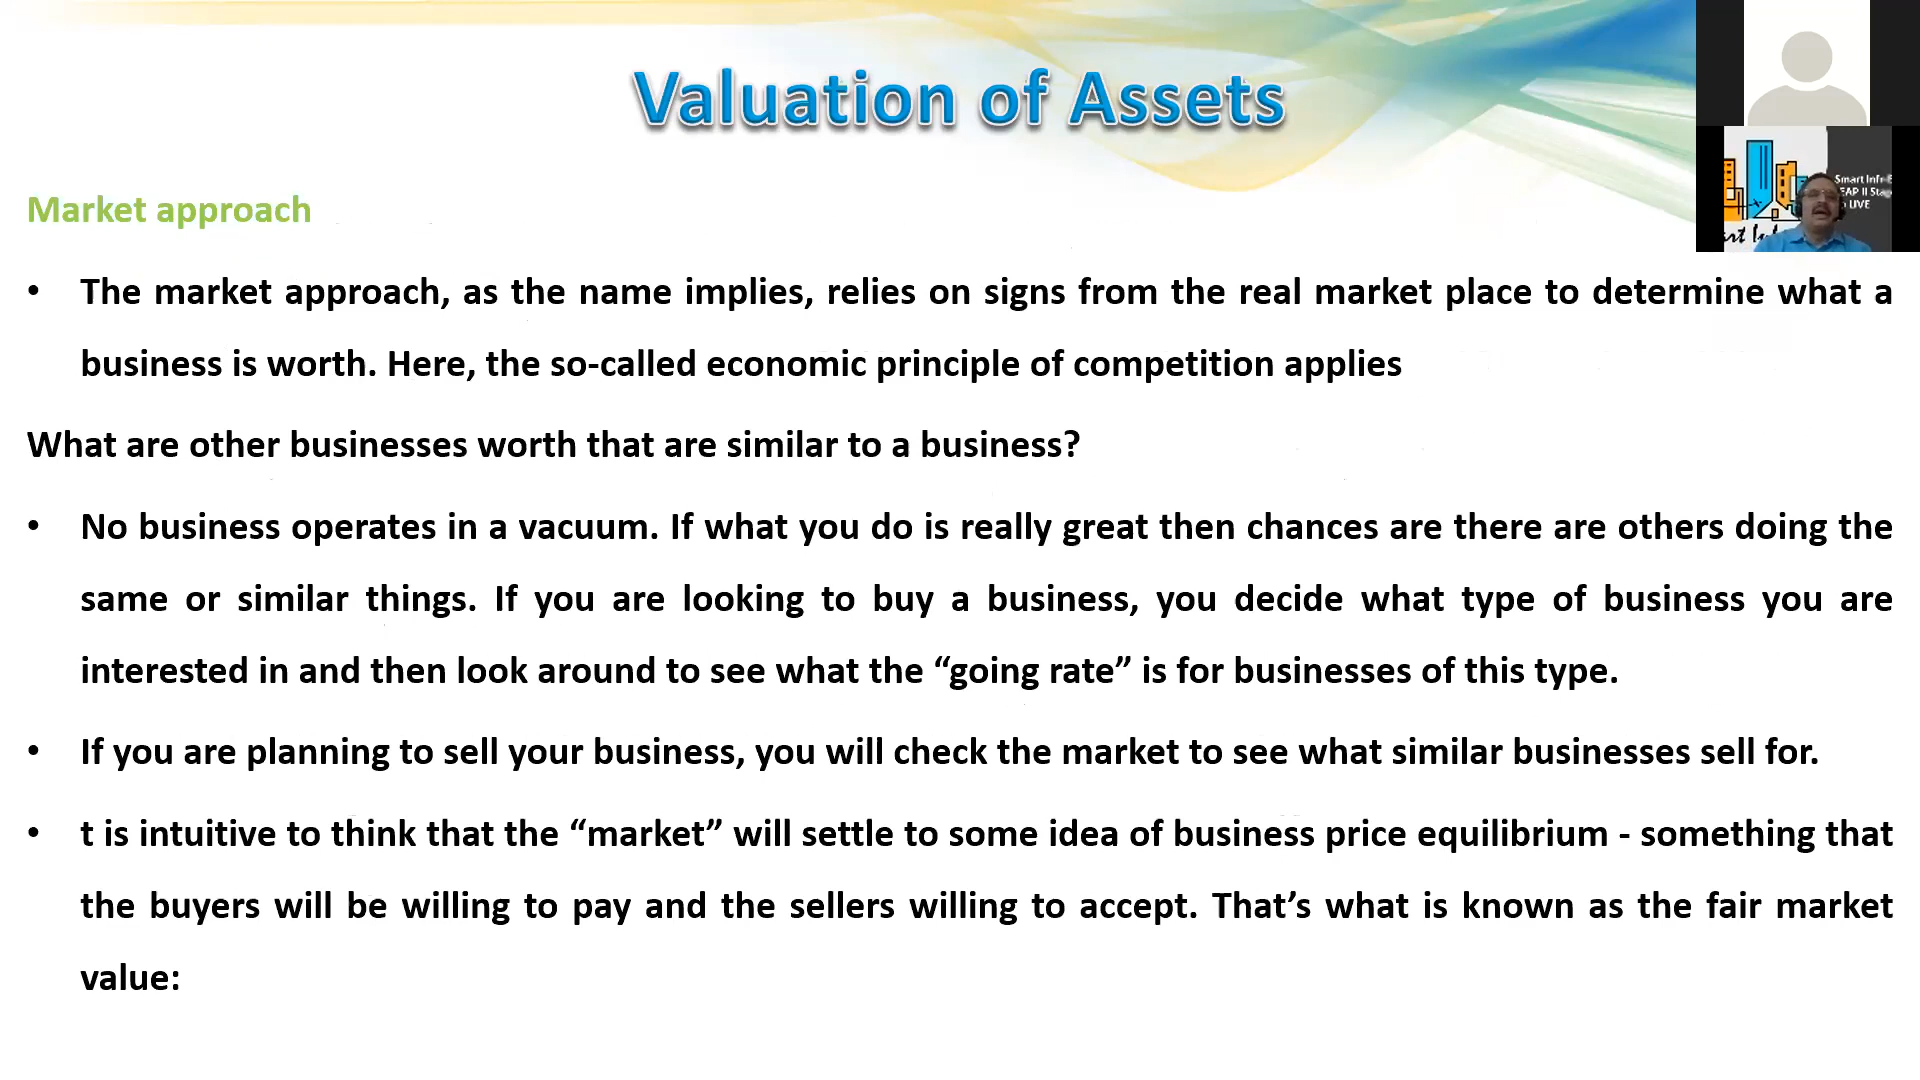 Valuation of Assets
Smart Infr
EAP II Sta
LIVE
Market approach
• The market approach, as the name implies, relies on signs from the real market place to determine what a
business is worth. Here, the so-called economic principle of competition applies
What are other businesses worth that are similar to a business?
• No business operates in a vacuum. If what you do is really great then chances are there are others doing the
same or similar things. If you are looking to buy a business, you decide what type of business you are
interested in and then look around to see what the “going rate” is for businesses of this type.
• If you are planning to sell your business, you will check the market to see what similar businesses sell for.
• t is intuitive to think that the “market” will settle to some idea of business price equilibrium - something that
the buyers will be willing to pay and the sellers willing to accept. That’s what is known as the fair market
value: